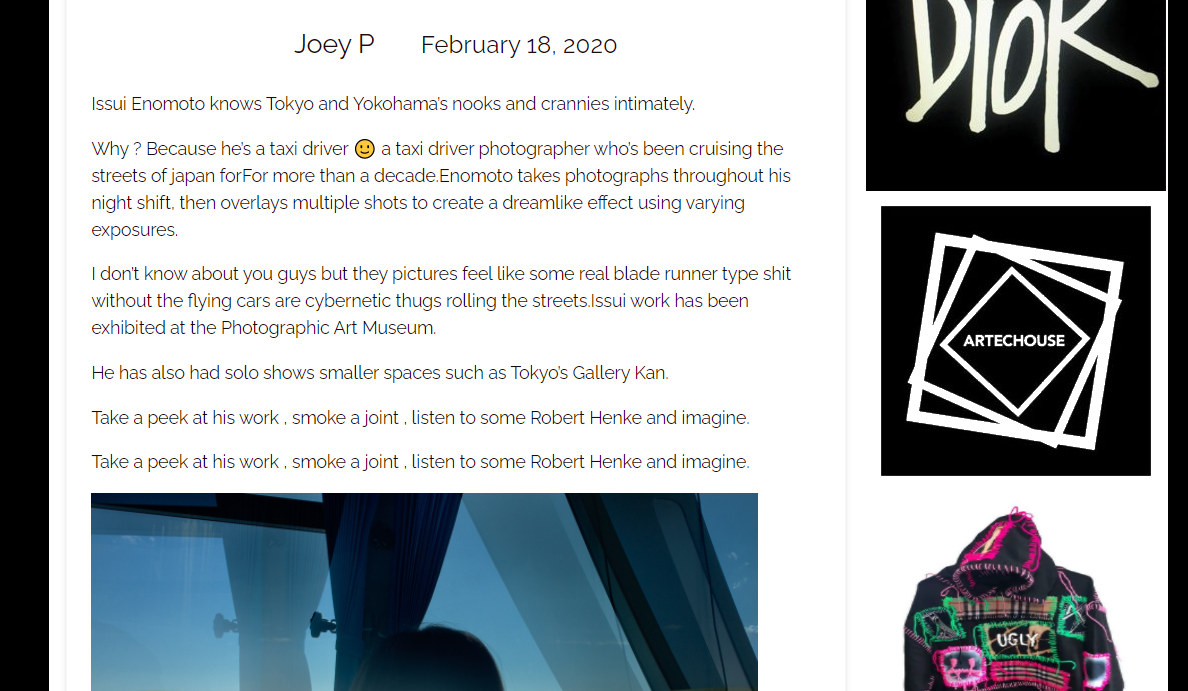 Joey P February 18, 2020
Issui Enomoto knows Tokyo and Yokohama's nooks and crannies intimately.
Why ? Because he's a taxi driver 🙂 a taxi driver photographer who's been cruising the
streets of japan forFor more than a decade.Enomoto takes photographs throughout his
night shift, then overlays multiple shots to create a dreamlike effect using varying
exposures.
I don't know about you guys but they pictures feel like some real blade runner type shit
without the flying cars are cybernetic thugs rolling the streets.Issui work has been
exhibited at the Photographic Art Museum.
He has also had solo shows smaller spaces such as Tokyo's Gallery Kan.
Take a peek at his work , smoke a joint , listen to some Robert Henke and imagine.
Take a peek at his work , smoke a joint , listen to some Robert Henke and imagine.
DIOR
ARTECHOUSE
UGLY